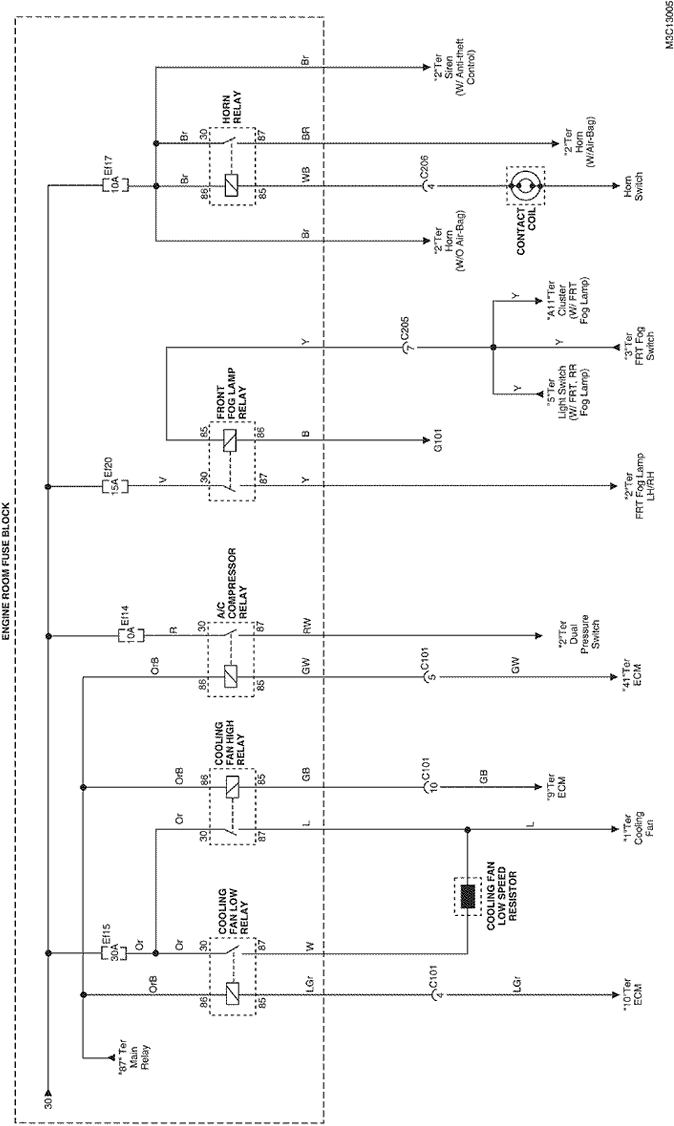 M3C13005
ENGINE ROOM FUSE BLOCK
30
"87" Ter
Main
Relay
Ef15
30A
Or
Or
Or
OrB
COOLING
FAN LOW
RELAY
30
86
87
85
W
LGr
C101
4
LGr
"10"Ter
ECM
COOLING FAN
LOW SPEED
RESISTOR
OrB
COOLING
FAN HIGH
RELAY
86
30
85
87
GB
L
C101
10
GB
"9"Ter
ECM
L
"1"Ter
Cooling
Fan
Ef14
10A
R
OrB
A/C
COMPRESSOR
RELAY
30
86
87
85
RW
GW
C101
5
GW
"2"Ter
Dual
Pressure
Switch
"41"Ter
ECM
Ef20
15A
V
FRONT
FOG LAMP
RELAY
85
30
86
87
B
Y
Y
G101
"2"Ter
FRT Fog Lamp
LH/RH
C205
7
Y
Y
Y
"A11"Ter
Cluster
(W/ FRT
Fog Lamp)
"3"Ter
FRT Fog
Switch
"5"Ter
Light Switch
(W/ FRT. RR
Fog Lamp)
Ef17
10A
Br
Br
HORN
RELAY
30
86
87
85
Br
BR
WB
Br
"2"Ter
Siren
(W/ Anti-theft
Control)
"2"Ter
Horn
(W/Air-Bag)
C206
4
CONTACT
COIL
Horn
Switch
"2"Ter
Horn
(W/O Air-Bag)